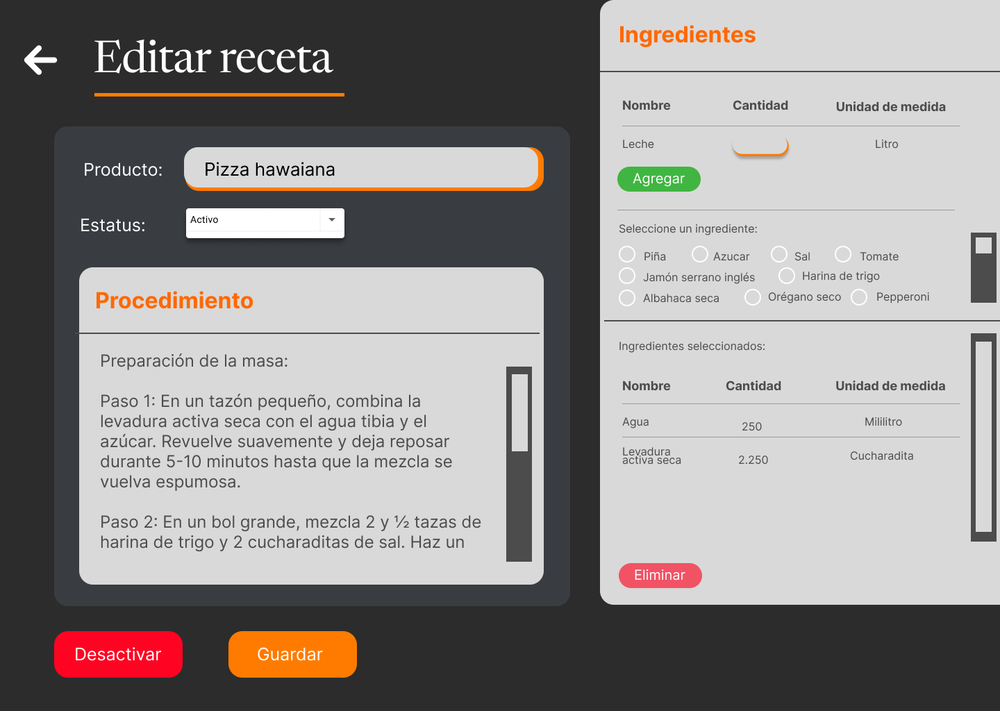 Editar receta
Producto:
Pizza hawaiana
Estatus:
Activo
Procedimiento
Preparación de la masa:
Paso 1: En un tazón pequeño, combina la
levadura activa seca con el agua tibia y el
azúcar. Revuelve suavemente y deja reposar
durante 5-10 minutos hasta que la mezcla se
vuelva espumosa.
Paso 2: En un bol grande, mezcla 2 y ½ tazas de
harina de trigo y 2 cucharaditas de sal. Haz un
Desactivar
Guardar
Ingredientes
Nombre Cantidad Unidad de medida
Leche Litro
Agregar
Seleccione un ingrediente:
Piña Azucar Sal Tomate
Jamón serrano inglés Harina de trigo
Albahaca seca Orégano seco Pepperoni
Ingredientes seleccionados:
Nombre Cantidad Unidad de medida
Agua 250 Mililitro
Levadura
activa seca 2.250 Cucharadita
Eliminar